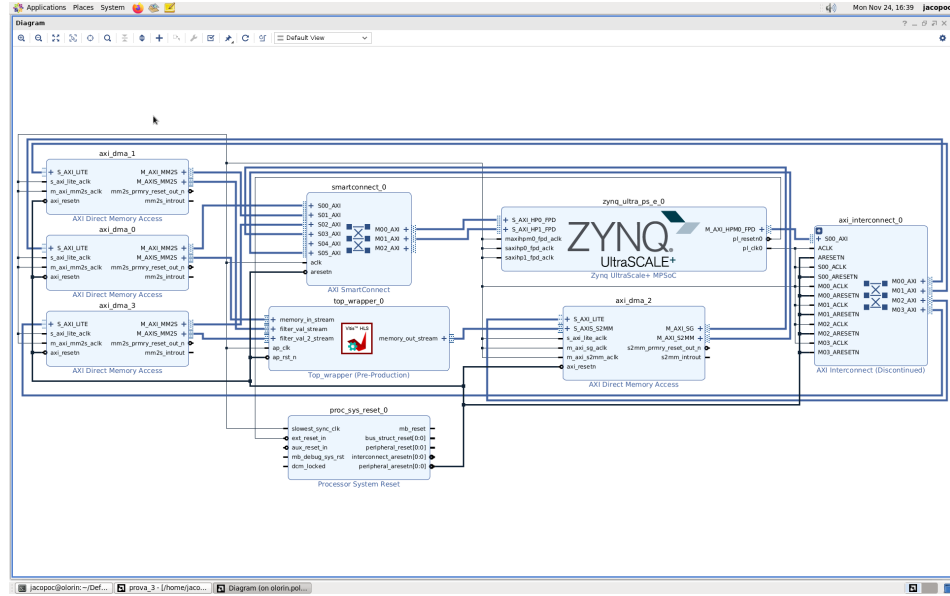 Applications Places System
Mon Nov 24, 16:39 jacopoc
Diagram
Default View
axi_dma_1
S_AXI_LITE
s_axi_lite_aclk
m_axi_mm2s_aclk
axi_resetn
M_AXI_MM2S
M_AXIS_MM2S
mm2s_prmry_reset_out_n
mm2s_introut
AXI Direct Memory Access
axi_dma_0
S_AXI_LITE
s_axi_lite_aclk
m_axi_mm2s_aclk
axi_resetn
M_AXI_MM2S
M_AXIS_MM2S
mm2s_prmry_reset_out_n
mm2s_introut
AXI Direct Memory Access
axi_dma_3
S_AXI_LITE
s_axi_lite_aclk
m_axi_mm2s_aclk
axi_resetn
M_AXI_MM2S
M_AXIS_MM2S
mm2s_prmry_reset_out_n
mm2s_introut
AXI Direct Memory Access
smartconnect_0
S00_AXI
S01_AXI
S02_AXI
S03_AXI
S04_AXI
S05_AXI
aclk
aresetn
M00_AXI
M01_AXI
M02_AXI
AXI SmartConnect
top_wrapper_0
memory_in_stream
filter_val_stream
filter_val_2_stream
ap_clk
ap_rst_n
Vitis™ HLS
memory_out_stream
Top_wrapper (Pre-Production)
proc_sys_reset_0
slowest_sync_clk
ext_reset_in
aux_reset_in
mb_debug_sys_rst
dcm_locked
mb_reset
bus_struct_reset[0:0]
peripheral_reset[0:0]
interconnect_aresetn[0:0]
peripheral_aresetn[0:0]
Processor System Reset
zynq_ultra_ps_e_0
S_AXI_HP0_FPD
S_AXI_HP1_FPD
maxihpm0_fpd_aclk
saxihp0_fpd_aclk
saxihp1_fpd_aclk
ZYNQ
UltraSCALE+
M_AXI_HPM0_FPD
pl_resetn0
pl_clk0
Zynq UltraScale+ MPSoC
axi_dma_2
S_AXI_LITE
S_AXIS_S2MM
s_axi_lite_aclk
m_axi_sg_aclk
m_axi_s2mm_aclk
axi_resetn
M_AXI_SG
M_AXI_S2MM
s2mm_prmry_reset_out_n
s2mm_introut
AXI Direct Memory Access
axi_interconnect_0
S00_AXI
ACLK
ARESETN
S00_ACLK
S00_ARESETN
M00_ACLK
M00_ARESETN
M01_ACLK
M01_ARESETN
M02_ACLK
M02_ARESETN
M03_ACLK
M03_ARESETN
M00_AXI
M01_AXI
M02_AXI
M03_AXI
AXI Interconnect (Discontinued)
jacopoc@olorin:~/Def...
prova_3 - [/home/jaco...
Diagram (on olorin.pol...